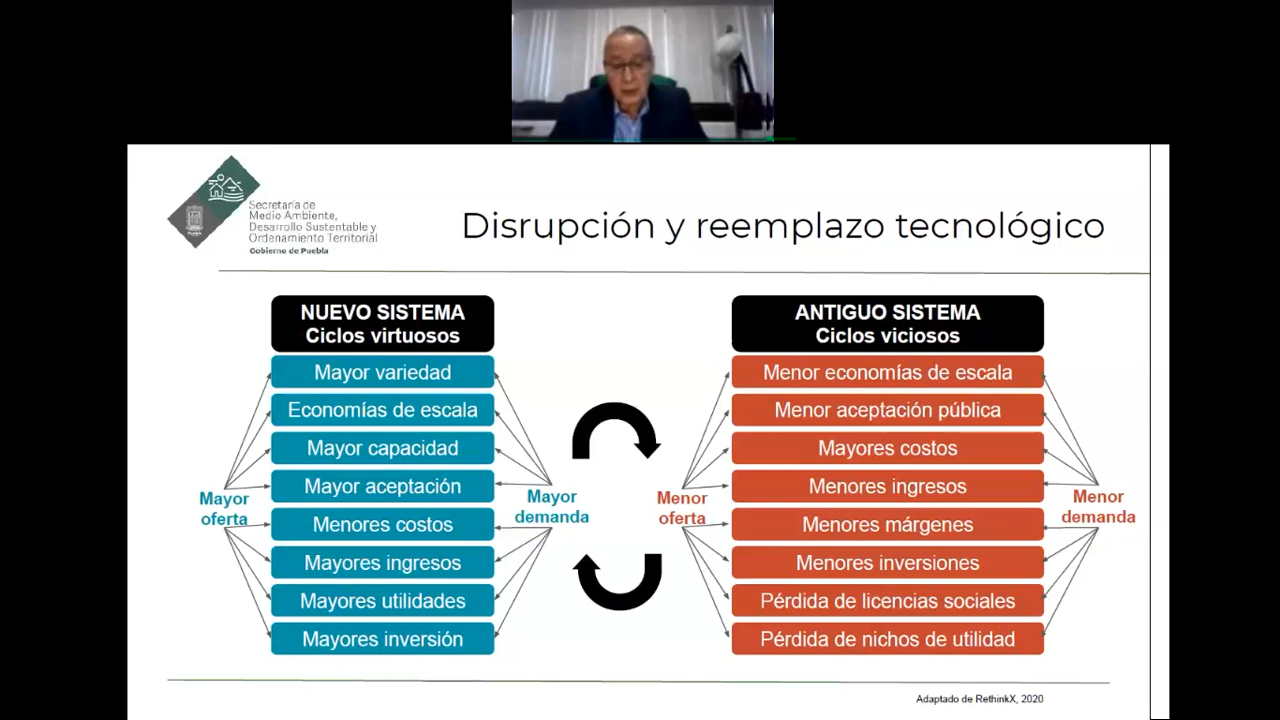 Secretaría de
Medio Ambiente,
Desarrollo Sustentable y
Ordenamiento Territorial
Gobierno de Puebla
Disrupción y reemplazo tecnológico
NUEVO SISTEMA
Ciclos virtuosos
Mayor variedad
Economías de escala
Mayor capacidad
Mayor aceptación
Menores costos
Mayores ingresos
Mayores utilidades
Mayores inversión
Mayor
oferta
Mayor
demanda
ANTIGUO SISTEMA
Ciclos viciosos
Menor economías de escala
Menor aceptación pública
Mayores costos
Menores ingresos
Menores márgenes
Menores inversiones
Pérdida de licencias sociales
Pérdida de nichos de utilidad
Menor
oferta
Menor
demanda
Adaptado de RethinkX, 2020